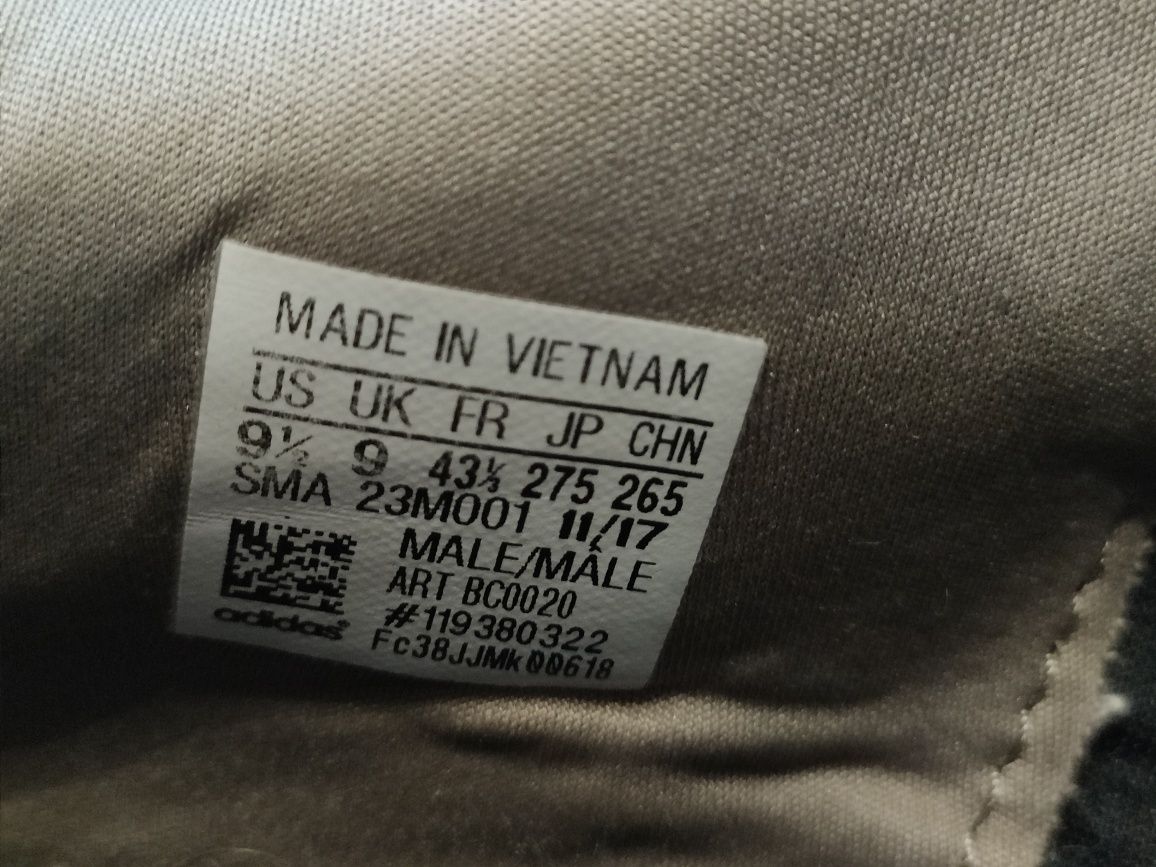 MADE IN VIETNAM
US UK FR JP CHN
9½ 9 43⅓ 275 265
SMA 23M001 11/17
MALE/MÂLE
ART BC0020
#119380322
Fc38JJMk00618
adidas